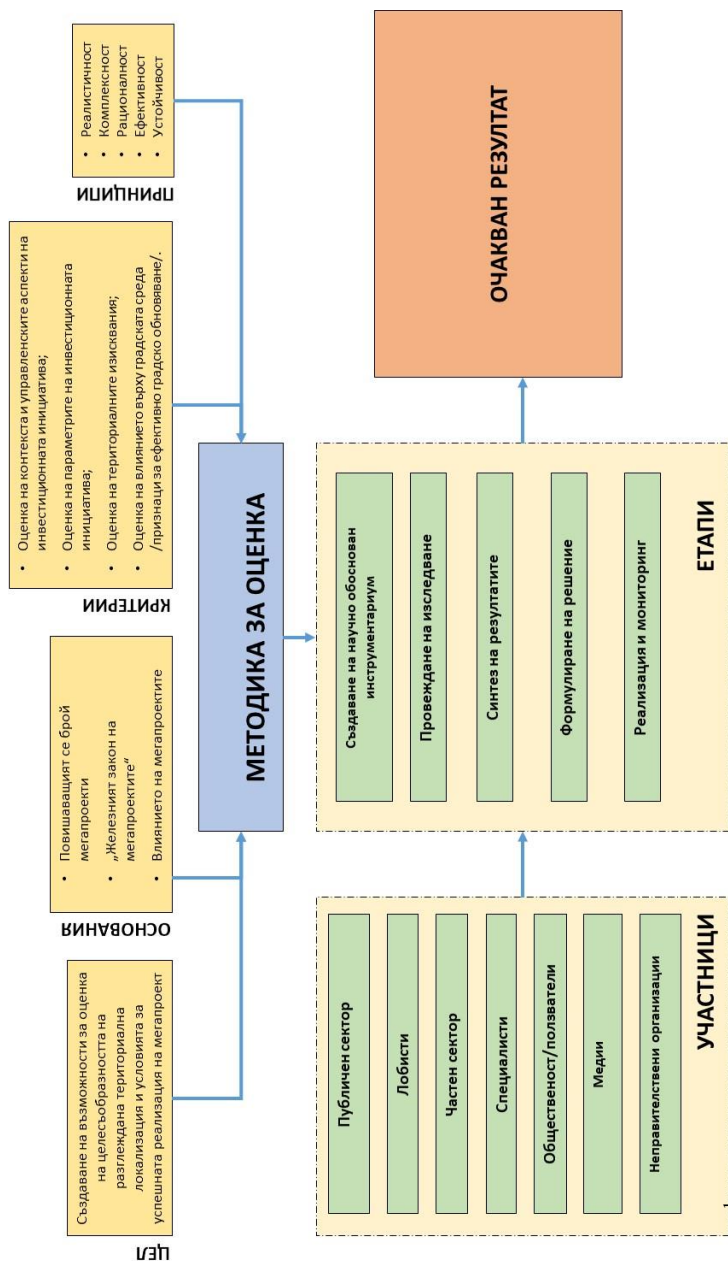 ЦЕЛ
Създаване на възможности за оценка
на целесъобразността на
разглеждана териториална
локализация и условията за
успешната реализация на мегапроект
ОСНОВАНИЯ
• Повишаващият се брой
мегапроекти
• „Железният закон на
мегапроектите“
• Влиянието на мегапроектите
КРИТЕРИИ
• Оценка на контекста и управленските аспекти на
инвестиционната инициатива;
• Оценка на параметрите на инвестиционната
инициатива;
• Оценка на териториалните изисквания;
• Оценка на влиянието върху градската среда
/признаци за ефективно градско обновяване/.
ПРИНЦИПИ
• Реалистичност
• Комплексност
• Рационалност
• Ефективност
• Устойчивост
МЕТОДИКА ЗА ОЦЕНКА
Публичен сектор
Лобисти
Частен сектор
Специалисти
Общественост/ползватели
Медии
Неправителствени организации
УЧАСТНИЦИ
Създаване на научно обоснован
инструментариум
Провеждане на изследване
Синтез на резултатите
Формулиране на решение
Реализация и мониторинг
ЕТАПИ
ОЧАКВАН РЕЗУЛТАТ